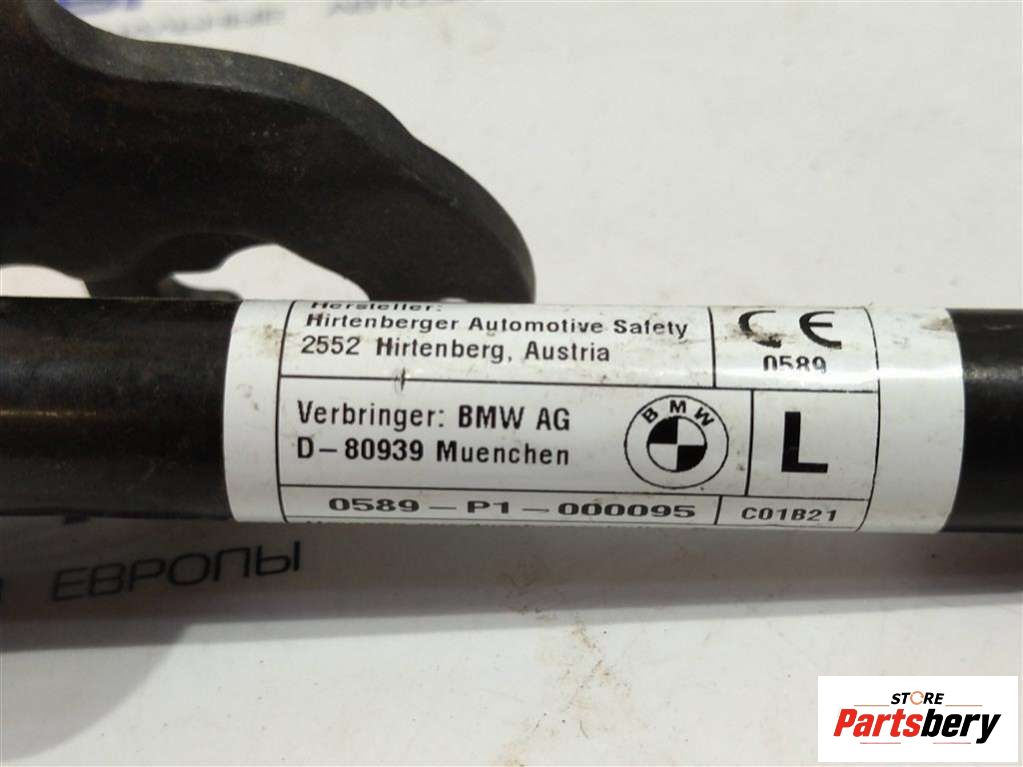 Hersteller:
Hirtenberger Automotive Safety
2552 Hirtenberg, Austria
CE
0589
Verbringer: BMW AG
D-80939 Muenchen
BMW
L
0589-P1-000095
C01B21
ЕВРОПЫ
STORE
Partsbery